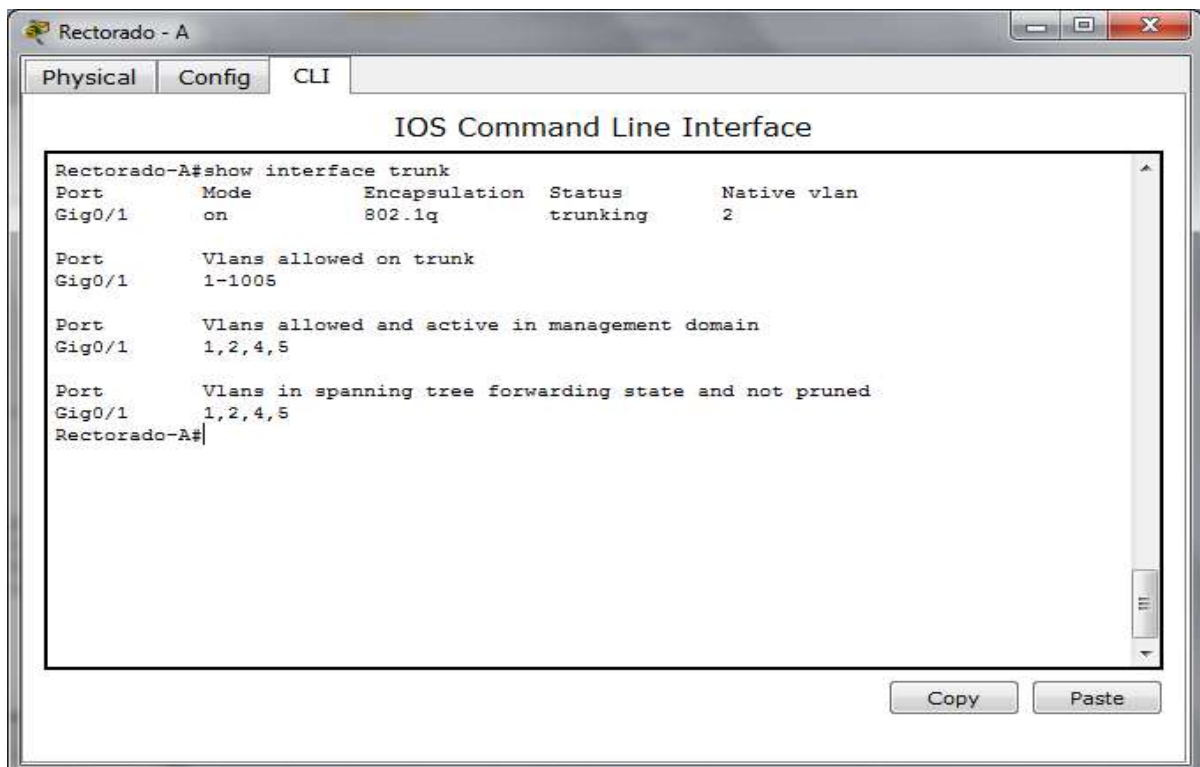 Rectorado - A
Physical Config CLI
IOS Command Line Interface
Rectorado-A#show interface trunk
Port Mode Encapsulation Status Native vlan
Gig0/1 on 802.1q trunking 2
Port Vlans allowed on trunk
Gig0/1 1-1005
Port Vlans allowed and active in management domain
Gig0/1 1,2,4,5
Port Vlans in spanning tree forwarding state and not pruned
Gig0/1 1,2,4,5
Rectorado-A#
Copy Paste